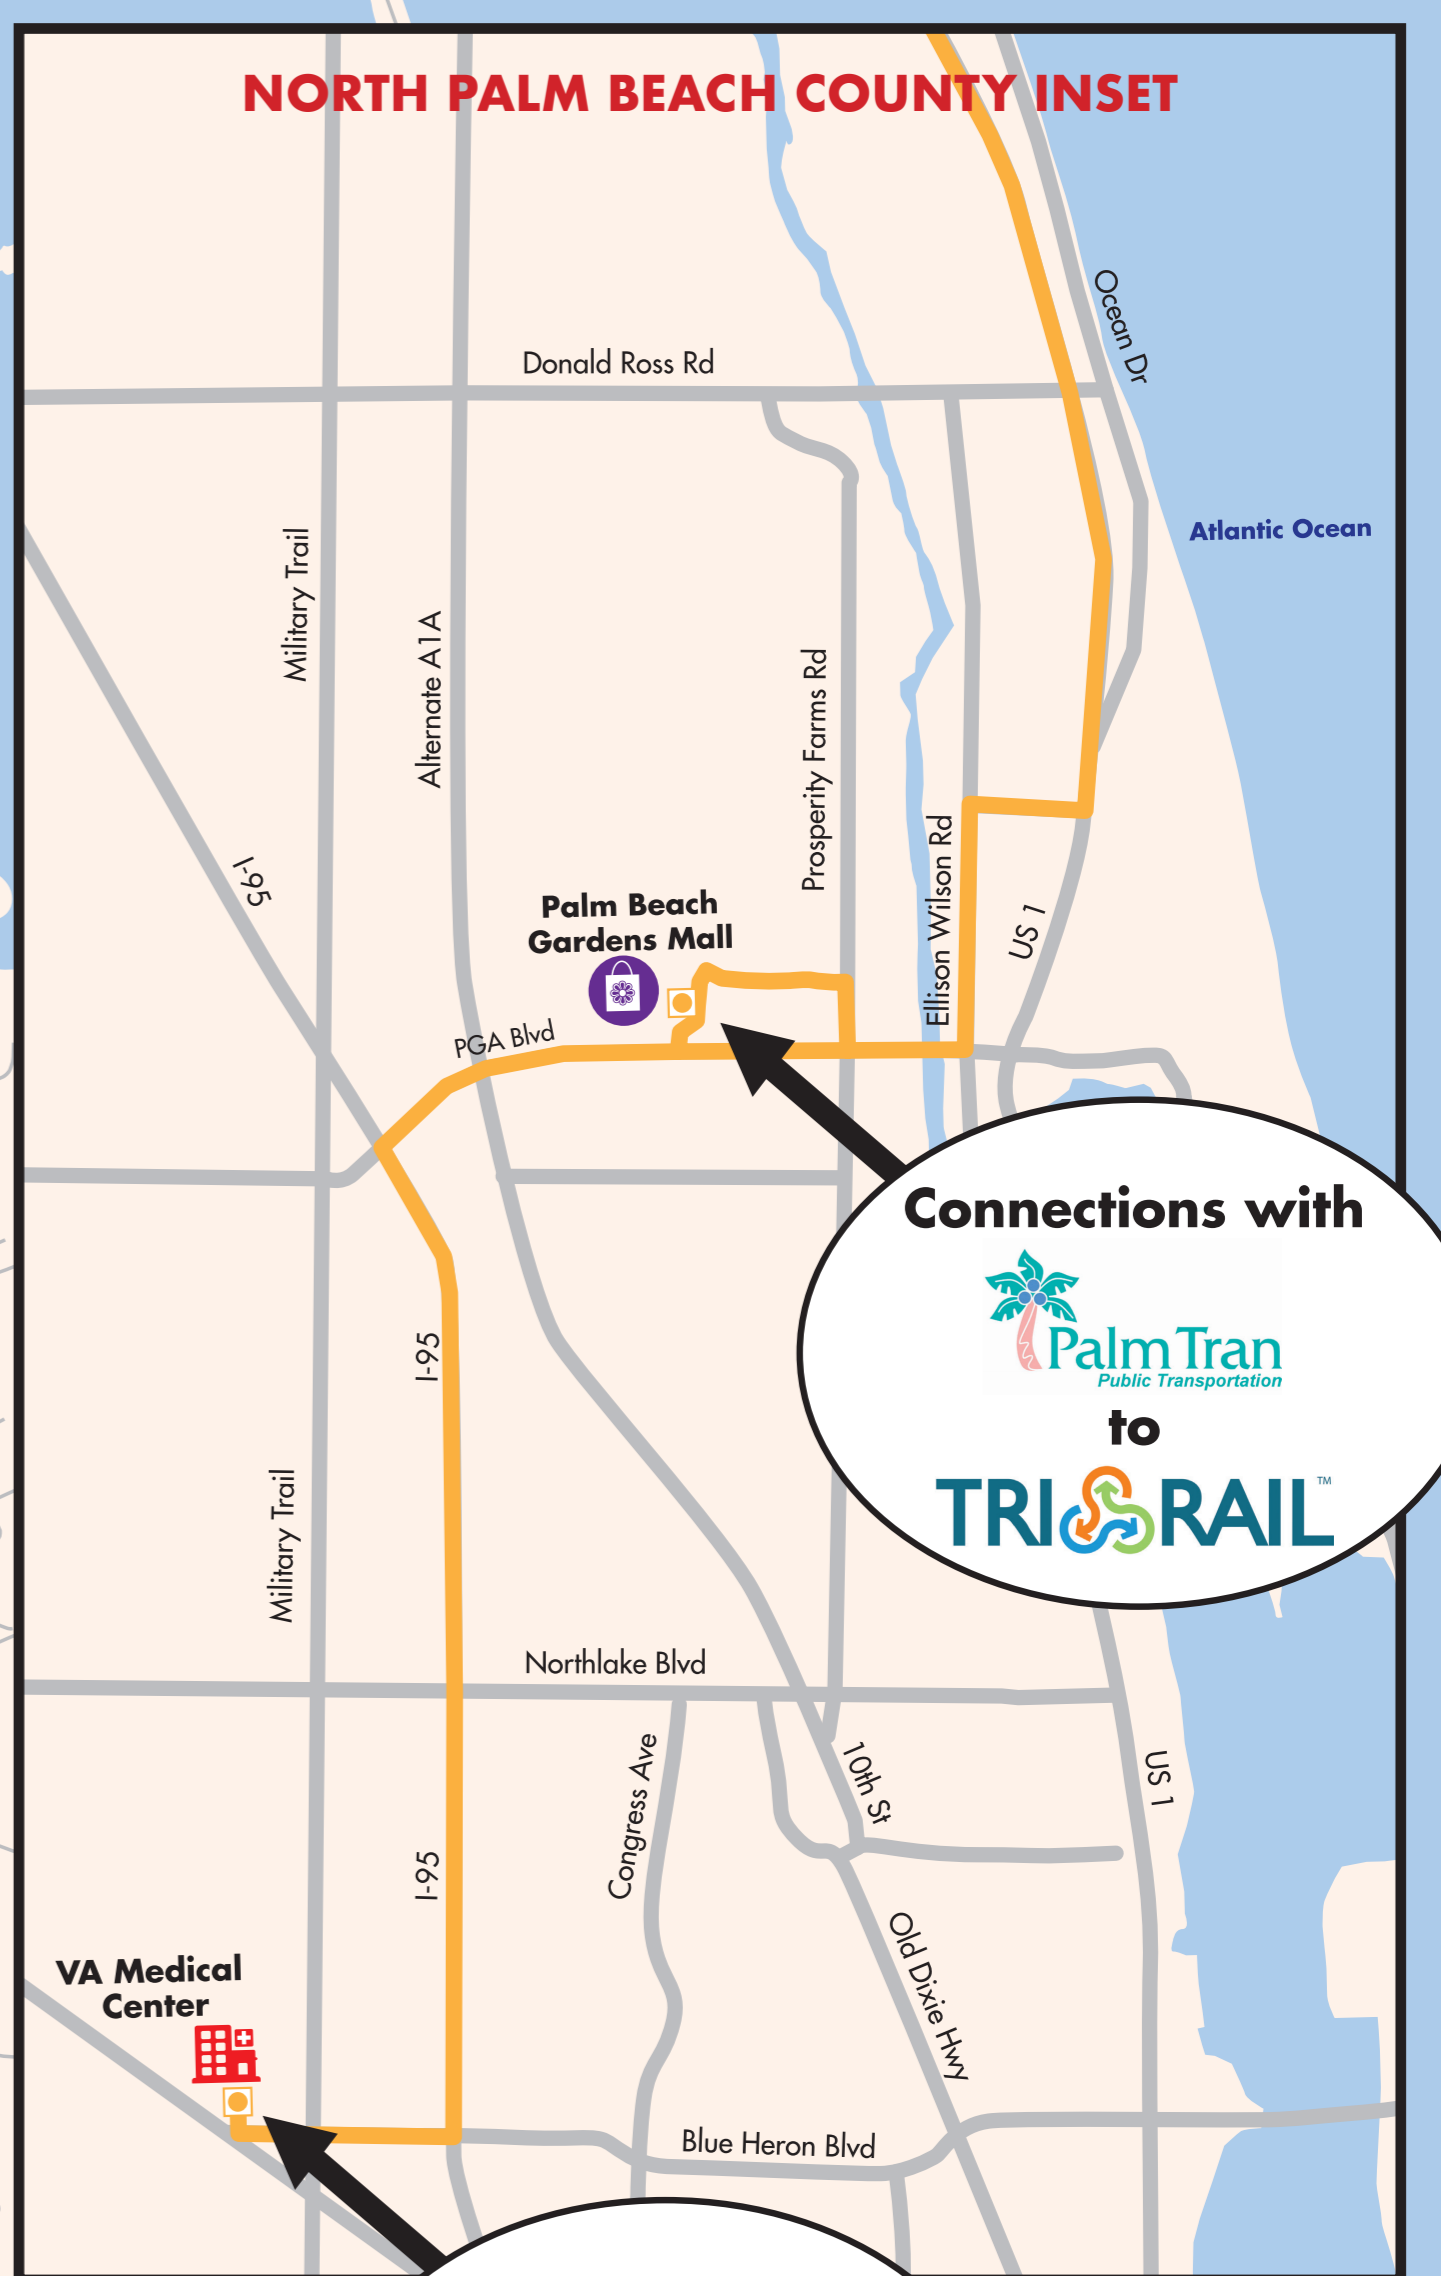 NORTH PALM BEACH COUNTY INSET
Ocean Dr
Donald Ross Rd
Atlantic Ocean
Military Trail
Alternate A1A
Prosperity Farms Rd
I-95
Ellison Wilson Rd
US 1
Palm Beach
Gardens Mall
PGA Blvd
Connections with
Palm Tran
Public Transportation
to
TRI RAIL™
I-95
Military Trail
Northlake Blvd
Congress Ave
10th St
US 1
I-95
Old Dixie Hwy
VA Medical
Center
Blue Heron Blvd